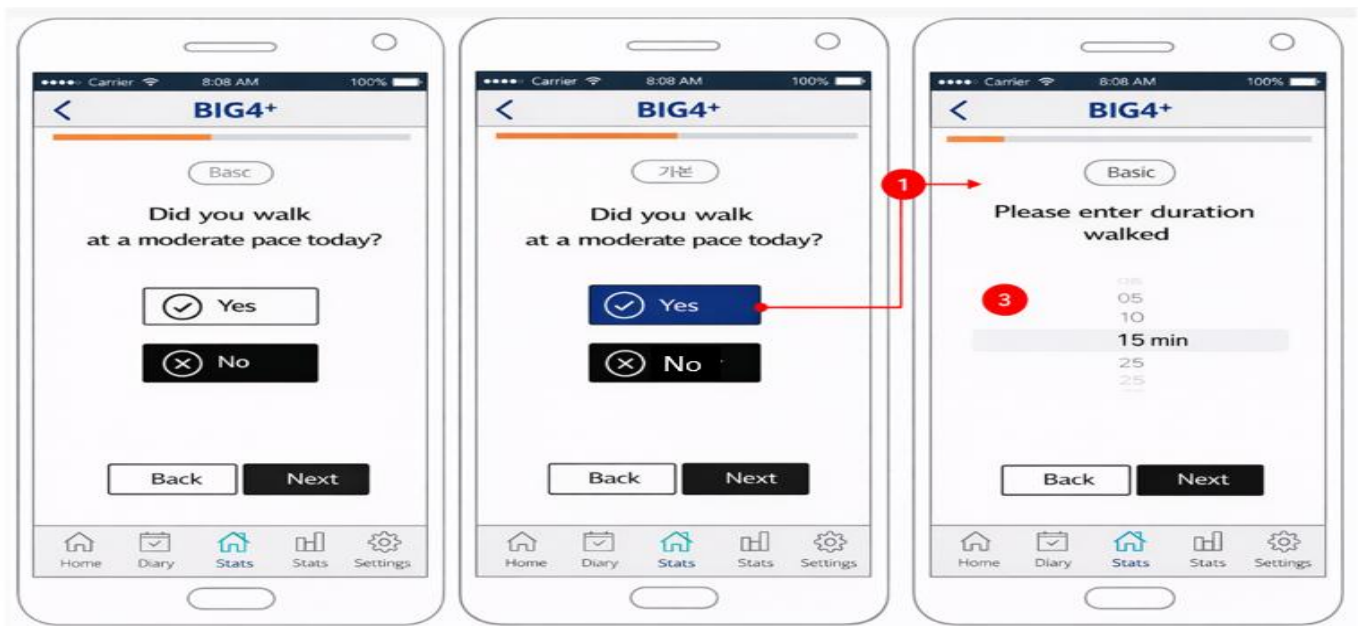 Carrier 8:08 AM 100%
BIG4+
Basc
Did you walk
at a moderate pace today?
Yes
No
Back Next
Home Diary Stats Stats Settings
Carrier 8:08 AM 100%
BIG4+
기본
Did you walk
at a moderate pace today?
Yes
No
Back Next
Home Diary Stats Stats Settings
1
Carrier 8:08 AM 100%
BIG4+
Basic
Please enter duration
walked
3
05
10
15 min
25
25
Back Next
Home Diary Stats Stats Settings